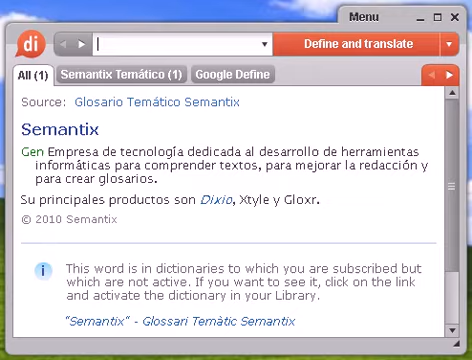 Menu
di
Define and translate
All (1)
Semantix Temático (1)
Google Define
Source: Glosario Temático Semantix
Semantix
Gen Empresa de tecnología dedicada al desarrollo de herramientas
informáticas para comprender textos, para mejorar la redacción y
para crear glosarios.
Su principales productos son Dixio, Xtyle y Gloxr.
© 2010 Semantix
i
This word is in dictionaries to which you are subscribed but
which are not active. If you want to see it, click on the link
and activate the dictionary in your Library.
"Semantix" - Glossari Temàtic Semantix